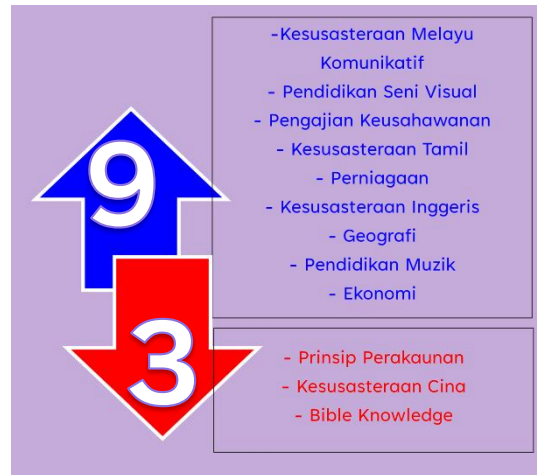 9
-Kesusasteraan Melayu
Komunikatif
- Pendidikan Seni Visual
- Pengajian Keusahawanan
- Kesusasteraan Tamil
- Perniagaan
- Kesusasteraan Inggeris
- Geografi
- Pendidikan Muzik
- Ekonomi
3
- Prinsip Perakaunan
- Kesusasteraan Cina
- Bible Knowledge